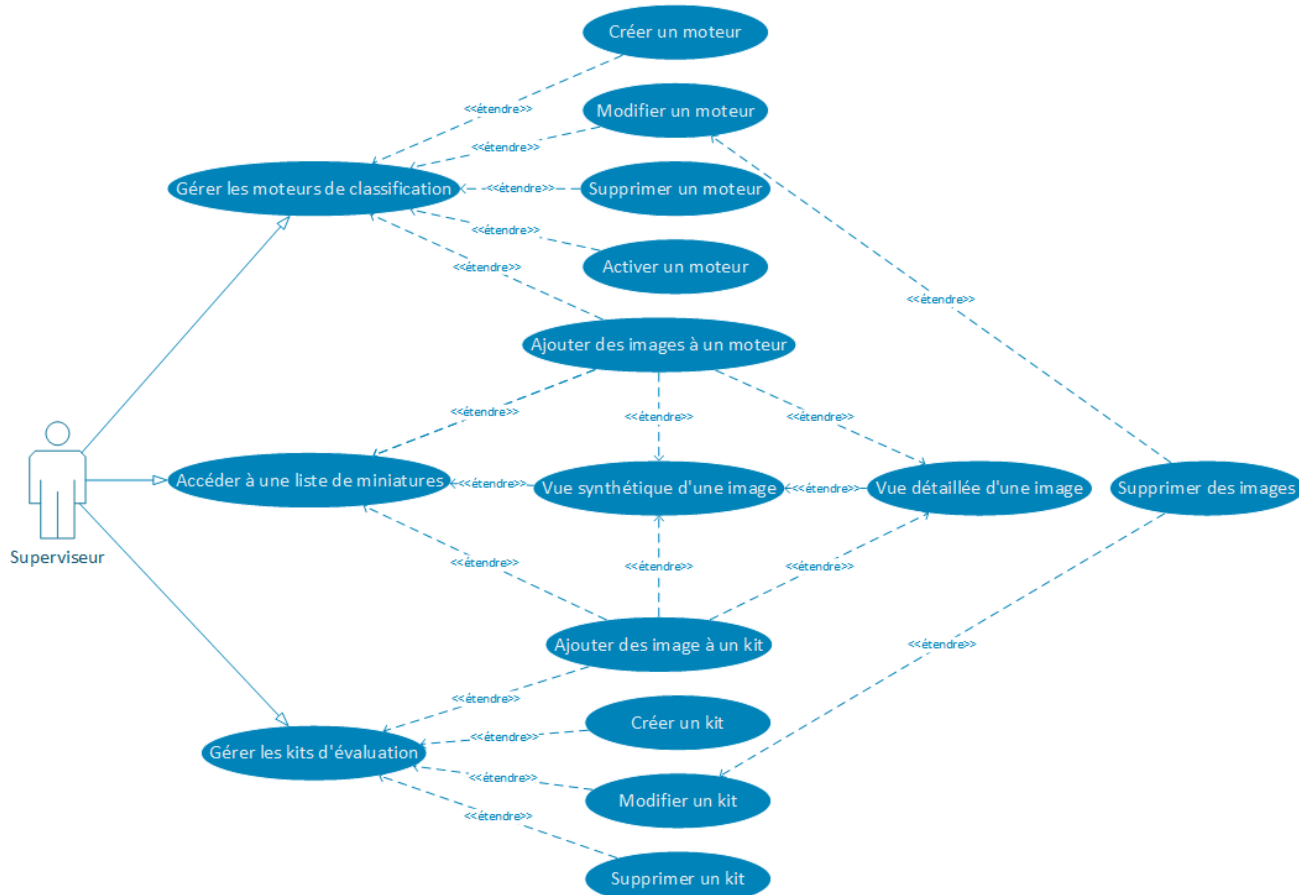 Créer un moteur
<<étendre>>
Modifier un moteur
<<étendre>>
Gérer les moteurs de classification
<<étendre>>
Supprimer un moteur
<<étendre>>
Activer un moteur
<<étendre>>
<<étendre>>
Ajouter des images à un moteur
<<étendre>>
<<étendre>>
<<étendre>>
Accéder à une liste de miniatures
<<étendre>>
Vue synthétique d'une image
<<étendre>>
Vue détaillée d'une image
Supprimer des images
Superviseur
<<étendre>>
<<étendre>>
<<étendre>>
Ajouter des image à un kit
<<étendre>>
<<étendre>>
Créer un kit
<<étendre>>
Gérer les kits d'évaluation
<<étendre>>
Modifier un kit
<<étendre>>
Supprimer un kit